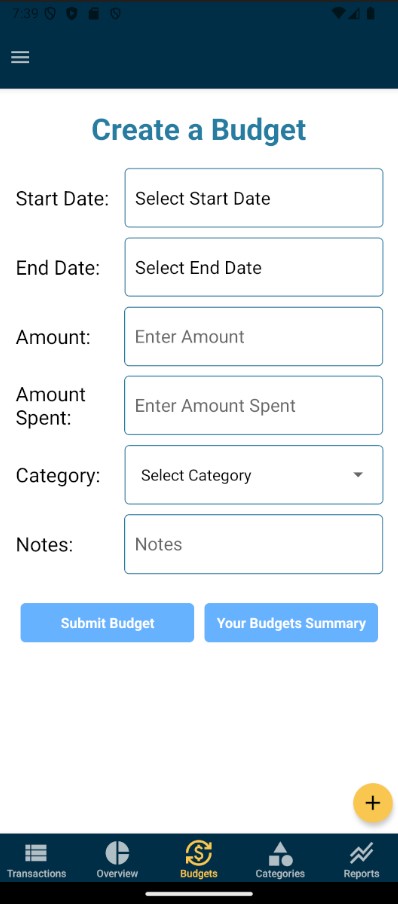 7:39
Create a Budget
Start Date:
Select Start Date
End Date:
Select End Date
Amount:
Enter Amount
Amount
Spent:
Enter Amount Spent
Category:
Select Category
Notes:
Notes
Submit Budget
Your Budgets Summary
+
Transactions
Overview
Budgets
Categories
Reports